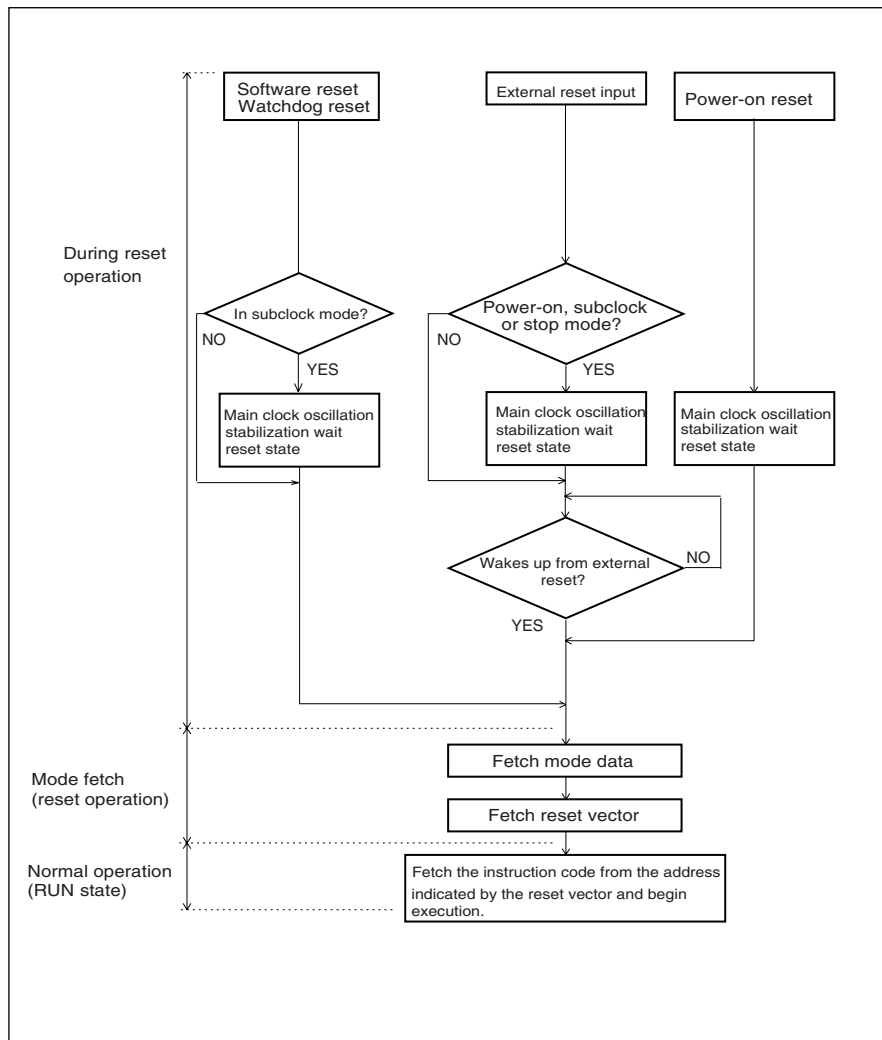 Software reset
Watchdog reset
External reset input
Power-on reset
During reset
operation
In subclock mode?
NO
YES
Power-on, subclock
or stop mode?
NO
YES
Main clock oscillation
stabilization wait
reset state
Main clock oscillation
stabilization wait
reset state
Main clock oscillation
stabilization wait
reset state
Wakes up from external
reset?
NO
YES
Mode fetch
(reset operation)
Fetch mode data
Fetch reset vector
Normal operation
(RUN state)
Fetch the instruction code from the address
indicated by the reset vector and begin
execution.